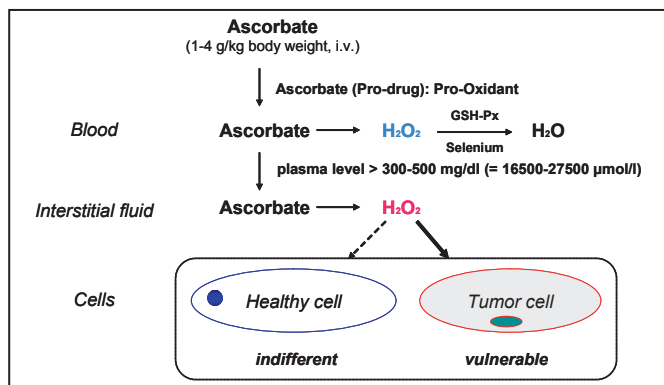 Ascorbate
(1-4 g/kg body weight, i.v.)
Ascorbate (Pro-drug): Pro-Oxidant
Blood Ascorbate H₂O₂ GSH-Px Selenium H₂O
plasma level > 300-500 mg/dl (= 16500-27500 µmol/l)
Interstitial fluid Ascorbate H₂O₂
Cells Healthy cell Tumor cell
indifferent vulnerable